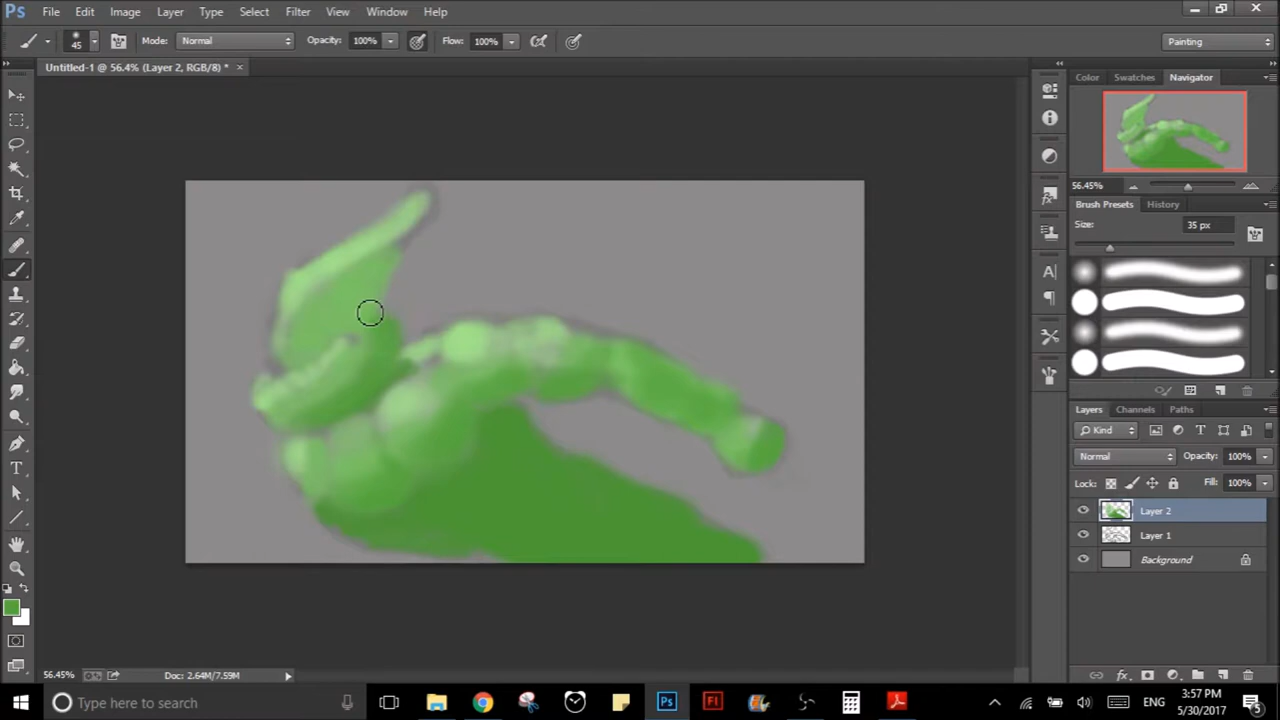 Ps File Edit Image Layer Type Select Filter View Window Help
45 Mode: Normal Opacity: 100% Flow: 100% Painting
Untitled-1 @ 56.4% (Layer 2, RGB/8) * ×
Color Swatches Navigator
56.45%
Brush Presets History
Size: 35 px
Layers Channels Paths
Kind
Normal Opacity: 100%
Lock: Fill: 100%
Layer 2
Layer 1
Background
56.45% Doc: 2.64M/7.59M
Type here to search
Ps Fl ENG
3:57 PM
5/30/2017
5